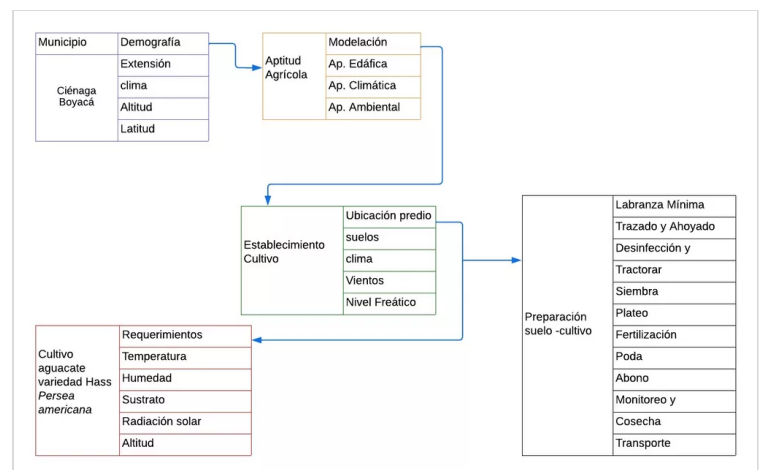 Municipio
Demografía
Ciénaga
Boyacá
Extensión
clima
Altitud
Latitud
Aptitud
Agrícola
Modelación
Ap. Edáfica
Ap. Climática
Ap. Ambiental
Establecimiento
Cultivo
Ubicación predio
suelos
clima
Vientos
Nivel Freático
Preparación
suelo -cultivo
Labranza Mínima
Trazado y Ahoyado
Desinfección y
Tractorar
Siembra
Plateo
Fertilización
Poda
Abono
Monitoreo y
Cosecha
Transporte
Cultivo
aguacate
variedad Hass
Persea
americana
Requerimientos
Temperatura
Humedad
Sustrato
Radiación solar
Altitud